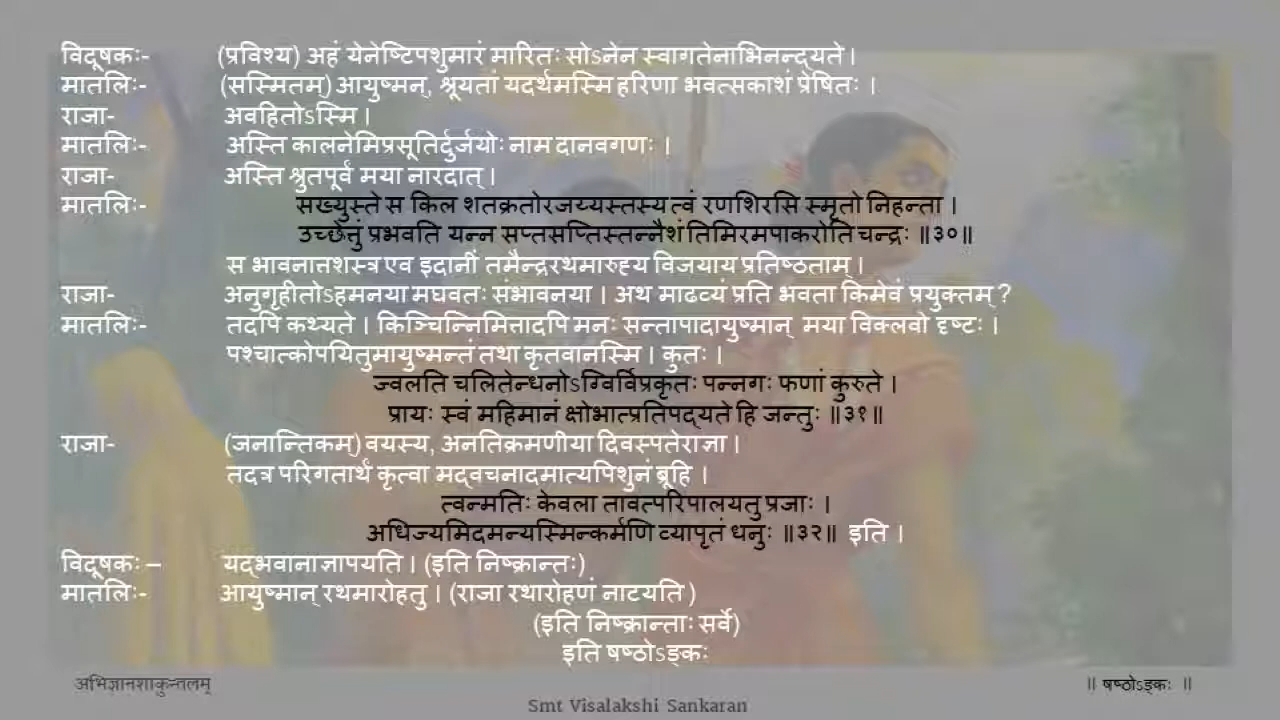 विदूषकः- (प्रविश्य) अहं येनेष्टिपशुमारं मारितः सोऽनेन स्वागतेनाभिनन्द्यते ।
मातलिः- (सस्मितम्) आयुष्मन्, श्रूयतां यदर्थमस्मि हरिणा भवत्सकाशं प्रेषितः ।
राजा- अवहितोऽस्मि ।
मातलिः- अस्ति कालनेमिप्रसूतिर्दुर्जयोः नाम दानवगणः ।
राजा- अस्ति श्रुतपूर्वं मया नारदात् ।
मातलिः- सख्युस्ते स किल शतक्रतोरजय्यस्तस्य त्वं रणशिरसि स्मृतो निहन्ता ।
उच्छेत्तुं प्रभवति यन्न सप्तसप्तिस्तन्नैशं तिमिरमपाकरोति चन्द्रः ॥३०॥
स भावनात्तशस्त्र एव इदानीं तमैन्द्ररथमारुह्य विजयाय प्रतिष्ठताम् ।
राजा- अनुगृहीतोऽहमनया मघवतः संभावनया । अथ माढव्यं प्रति भवता किमेवं प्रयुक्तम् ?
मातलिः- तदपि कथ्यते । किञ्चिन्निमित्तादपि मनः सन्तापादायुष्मान् मया विक्लवो दृष्टः ।
पश्चात्कोपयितुमायुष्मन्तं तथा कृतवानस्मि । कुतः ।
ज्वलति चलितेन्धनोऽग्विर्विप्रकृतः पन्नगः फणां कुरुते ।
प्रायः स्वं महिमानं क्षोभात्प्रतिपद्यते हि जन्तुः ॥३१॥
राजा- (जनान्तिकम्) वयस्य, अनतिक्रमणीया दिवस्पतेराज्ञा ।
तदत्र परिगतार्थं कृत्वा मद्वचनादमात्यपिशुनं ब्रूहि ।
त्वन्मतिः केवला तावत्परिपालयतु प्रजाः ।
अधिज्यमिदमन्यस्मिन्कर्मणि व्यापृतं धनुः ॥३२॥ इति ।
विदूषकः – यद्भवानाज्ञापयति । (इति निष्क्रान्तः)
मातलिः- आयुष्मान् रथमारोहतु । (राजा रथारोहणं नाटयति )
(इति निष्क्रान्ताः सर्वे)
इति षष्ठोऽङ्कः
अभिज्ञानशाकुन्तलम् ॥ षष्ठोऽङ्कः ॥
Smt Visalakshi Sankaran